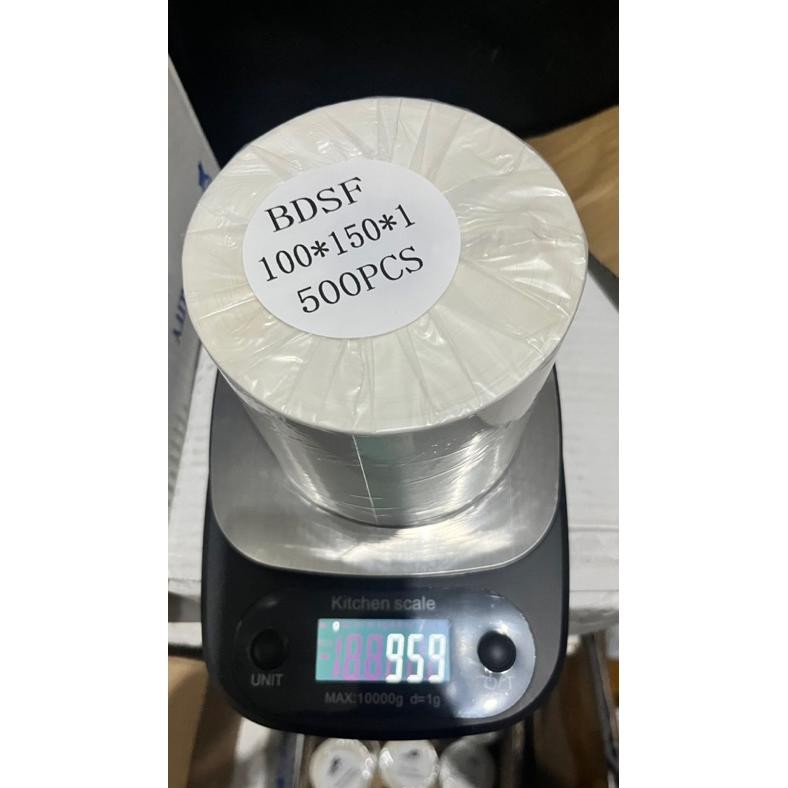 BDSF
100*150*1
500PCS
Kitchen scale
959
UNIT
MAX:10000g d=1g